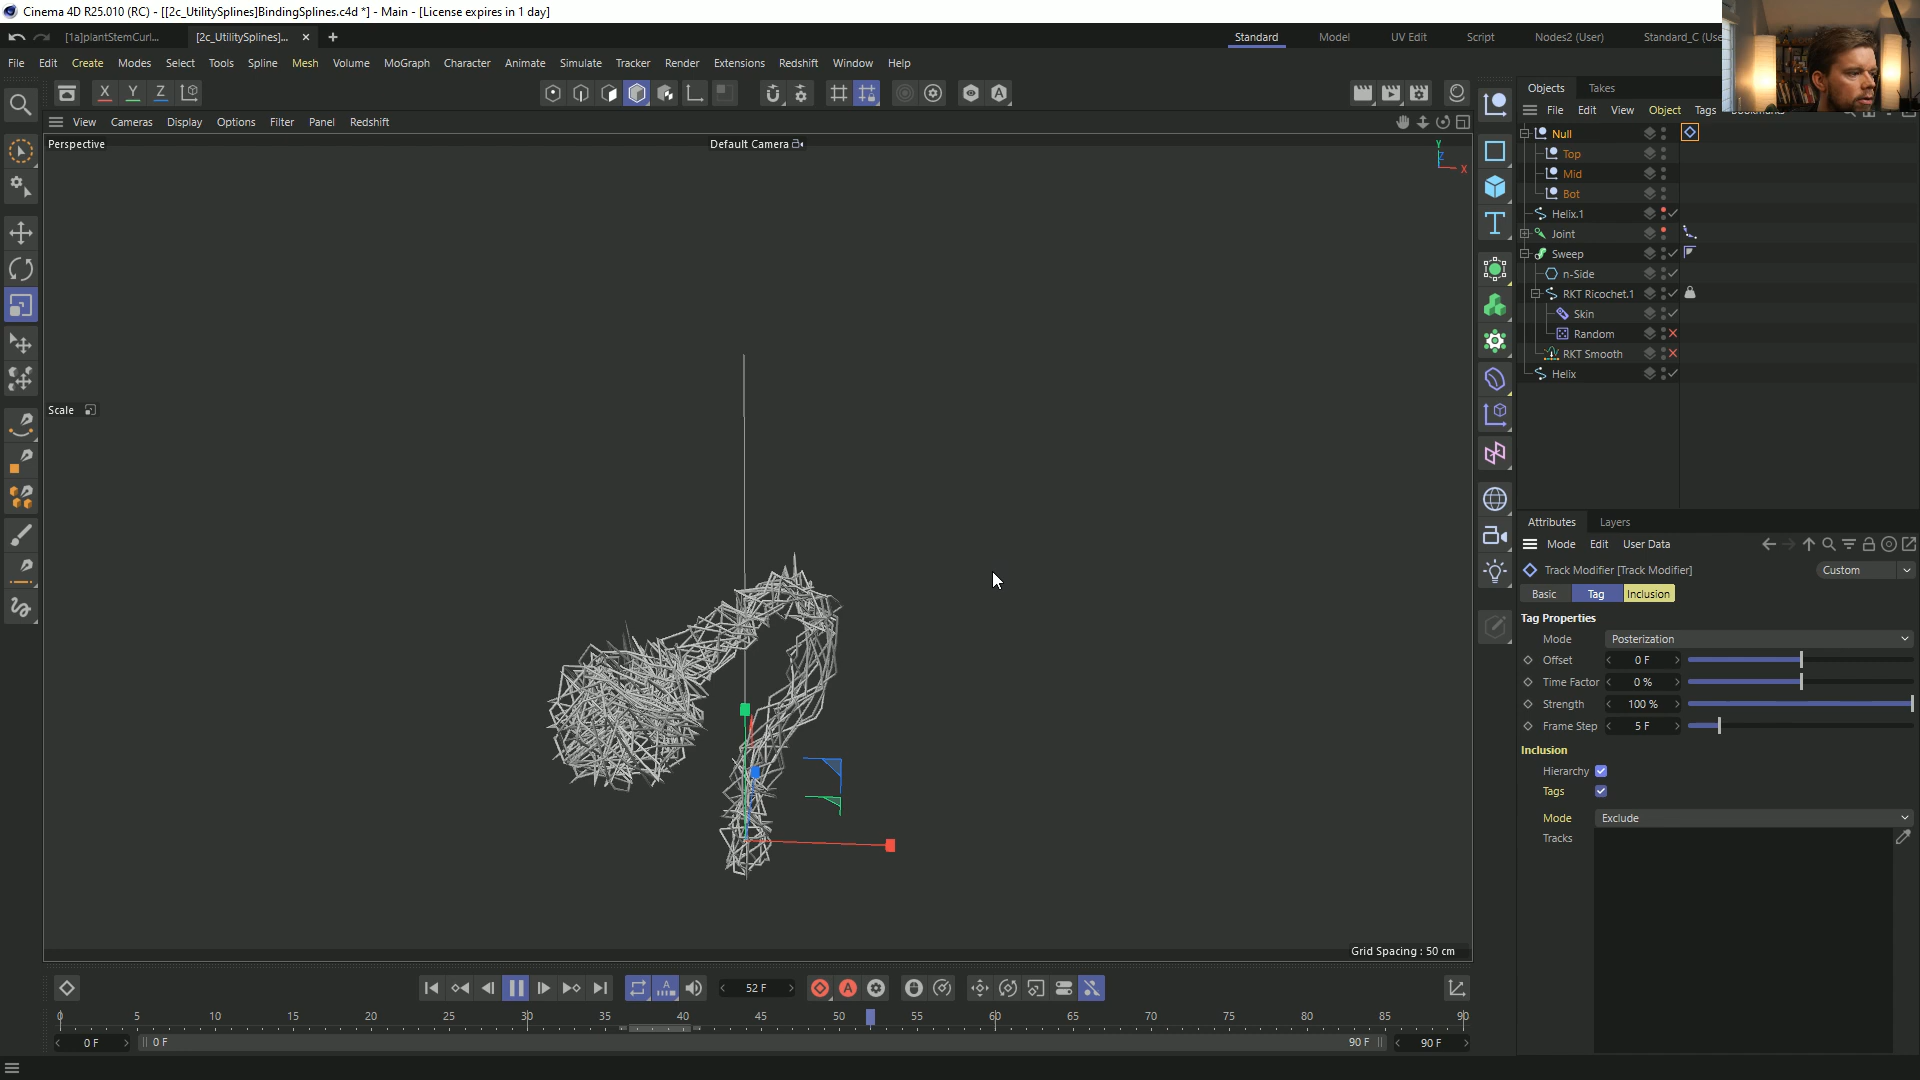 Cinema 4D R25.010 (RC) - [[2c_UtilitySplines]BindingSplines.c4d *] - Main - [License expires in 1 day]
[1a]plantStemCurl...
[2c_UtilitySplines]...
Standard
Model
UV Edit
Script
Nodes2 (User)
Standard_C (Use
File Edit Create Modes Select Tools Spline Mesh Volume MoGraph Character Animate Simulate Tracker Render Extensions Redshift Window Help
X Y Z
Objects Takes
File Edit View Object Tags
View Cameras Display Options Filter Panel Redshift
Perspective
Default Camera
Y
Z
X
Scale
Grid Spacing : 50 cm
Null
Top
Mid
Bot
Helix.1
Joint
Sweep
n-Side
RKT Ricochet.1
Skin
Random
RKT Smooth
Helix
Attributes Layers
Mode Edit User Data
Track Modifier [Track Modifier]
Custom
Basic Tag Inclusion
Tag Properties
Mode Posterization
Offset 0 F
Time Factor 0 %
Strength 100 %
Frame Step 5 F
Inclusion
Hierarchy
Tags
Mode Exclude
Tracks
52 F
0 5 10 15 20 25 30 35 40 45 50 55 60 65 70 75 80 85 90
0 F
0 F
90 F
90 F